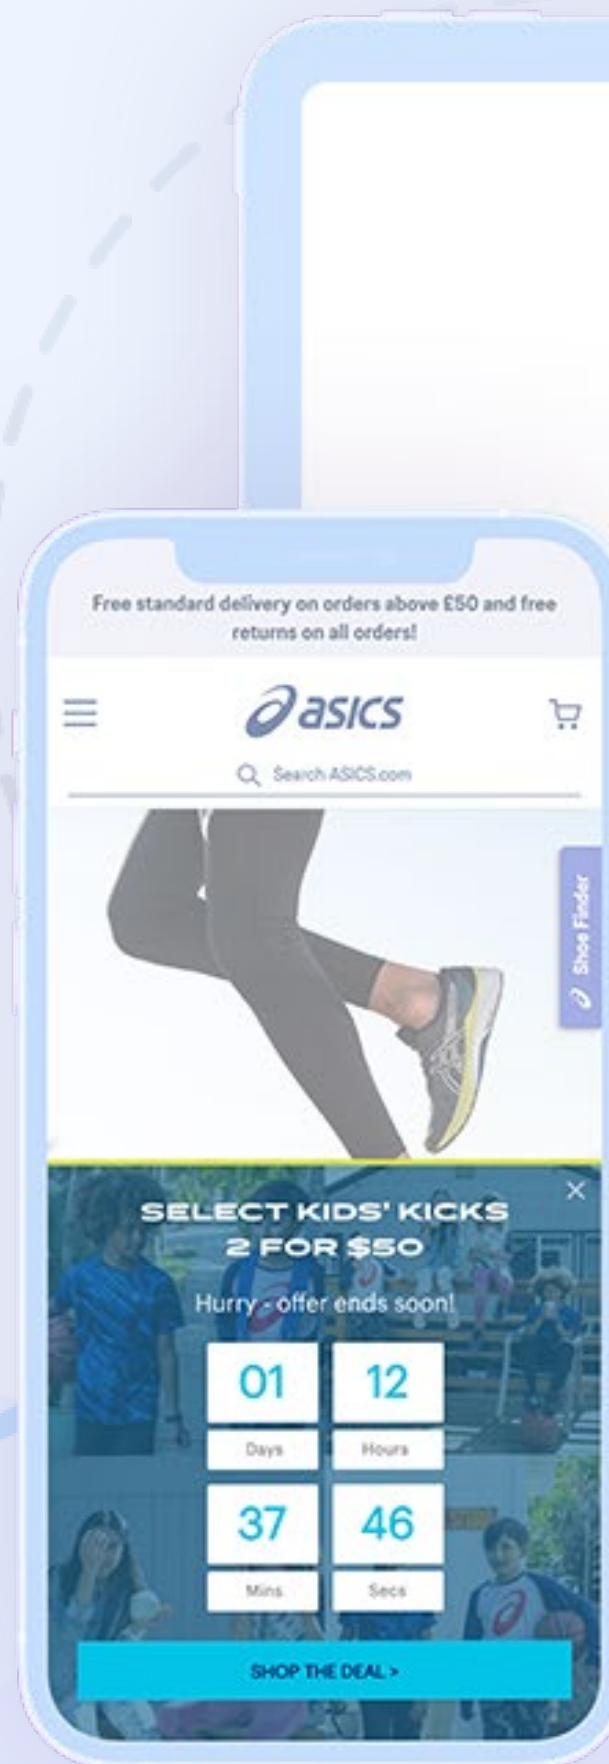 Free standard delivery on orders above £50 and free
returns on all orders!
asics
Search ASICS.com
Shoe Finder
SELECT KIDS' KICKS
2 FOR $50
Hurry - offer ends soon!
01 12
Days Hours
37 46
Mins Secs
SHOP THE DEAL >